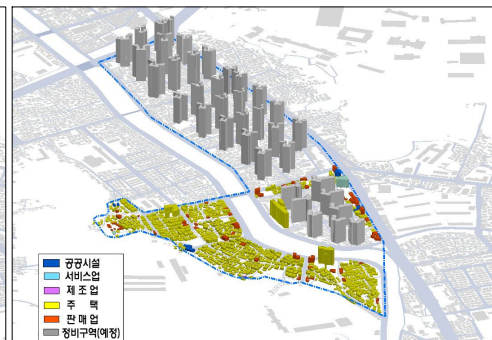 공공시설
서비스업
제 조 업
주 택
판 매 업
정비구역(예정)